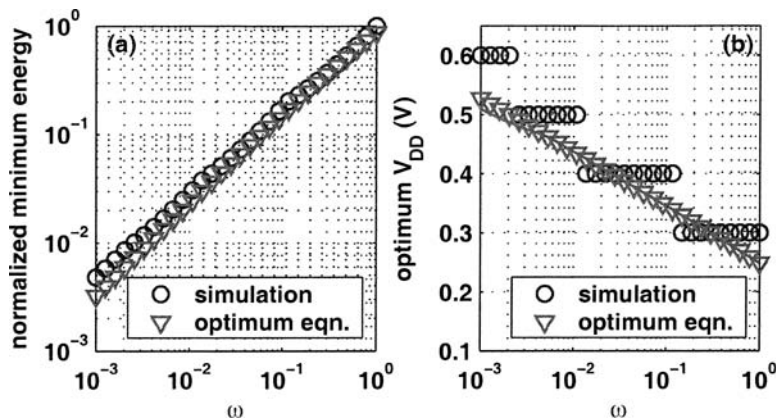 (a)
normalized minimum energy
10^0
10^-1
10^-2
10^-3
simulation
optimum eqn.
10^-3
10^-2
10^-1
10^0
ω
(b)
optimum V_DD (V)
0.6
0.5
0.4
0.3
0.2
0.1
simulation
optimum eqn.
10^-3
10^-2
10^-1
10^0
ω